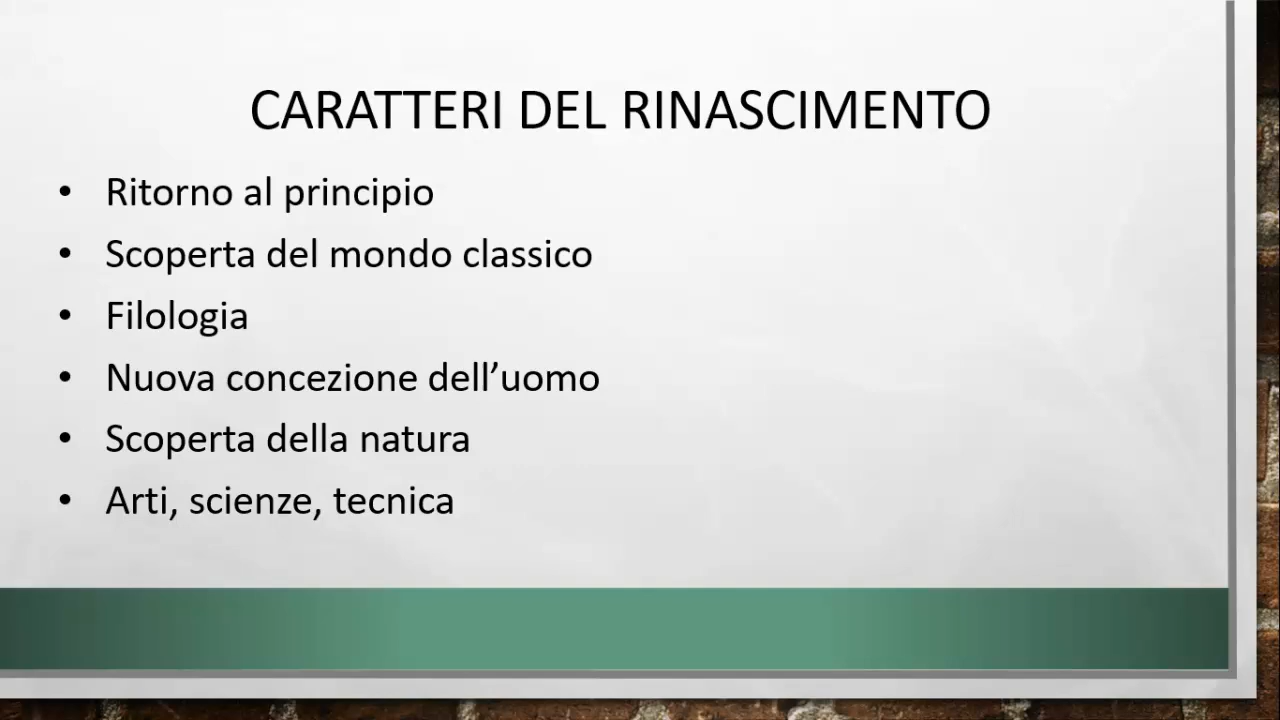 CARATTERI DEL RINASCIMENTO
• Ritorno al principio
• Scoperta del mondo classico
• Filologia
• Nuova concezione dell’uomo
• Scoperta della natura
• Arti, scienze, tecnica